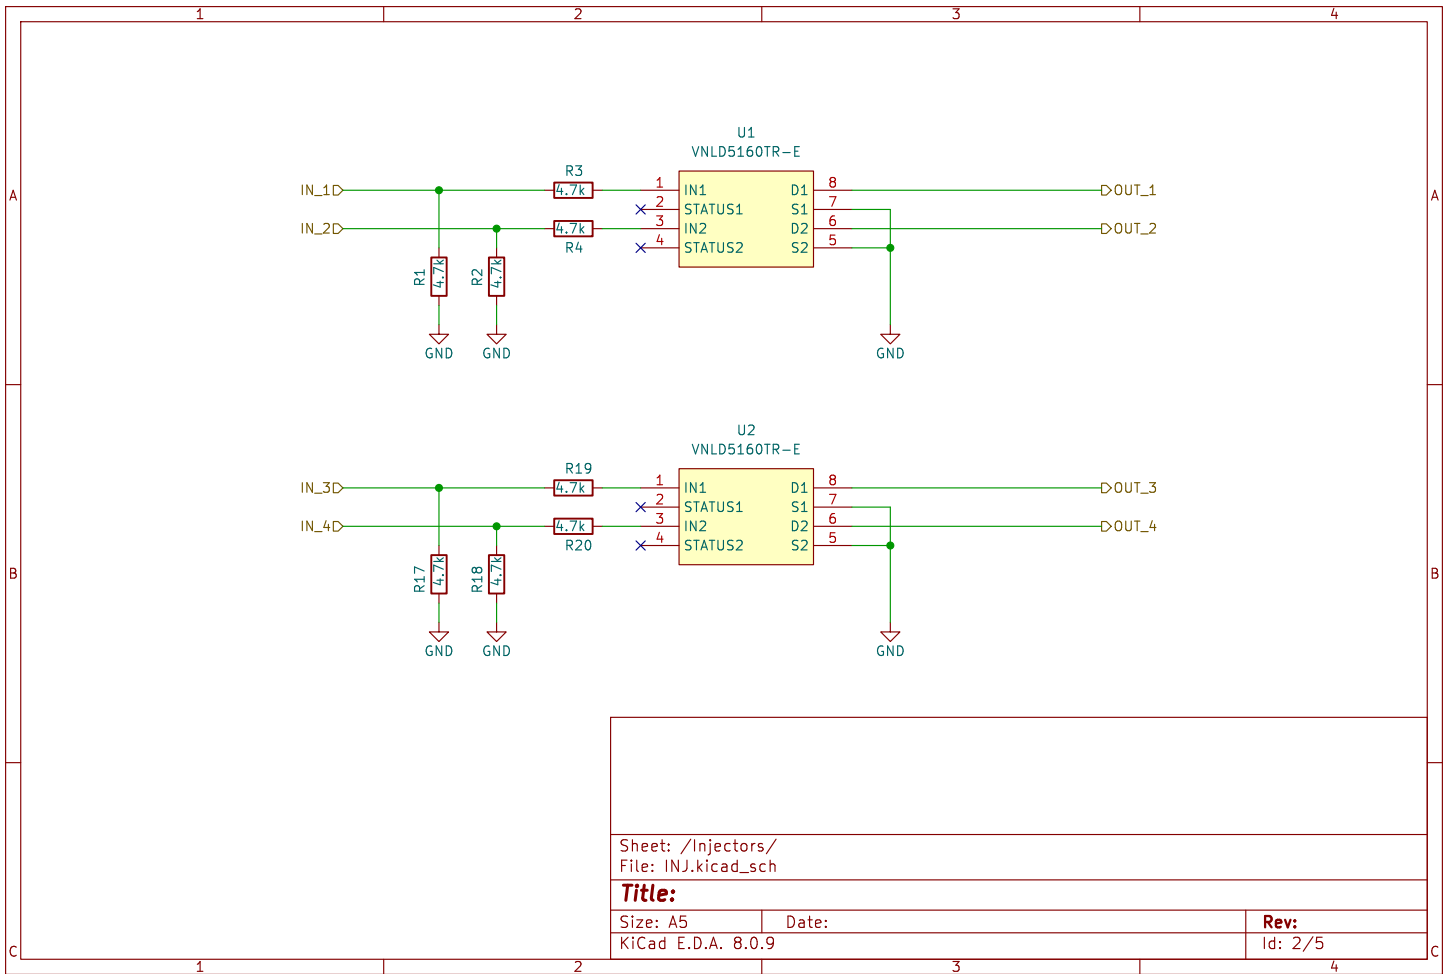 1 2 3 4
A A
B B
C C
U1
VNLD5160TR-E
R3
IN_1 4.7k 1 IN1 D1 8 OUT_1
2 STATUS1 S1 7
IN_2 4.7k 3 IN2 D2 6 OUT_2
R4 4 STATUS2 S2 5
R1 4.7k R2 4.7k
GND GND GND
U2
VNLD5160TR-E
R19
IN_3 4.7k 1 IN1 D1 8 OUT_3
2 STATUS1 S1 7
IN_4 4.7k 3 IN2 D2 6 OUT_4
R20 4 STATUS2 S2 5
R17 4.7k R18 4.7k
GND GND GND
Sheet: /Injectors/
File: INJ.kicad_sch
Title:
Size: A5 Date: Rev:
KiCad E.D.A. 8.0.9 Id: 2/5
1 2 3 4